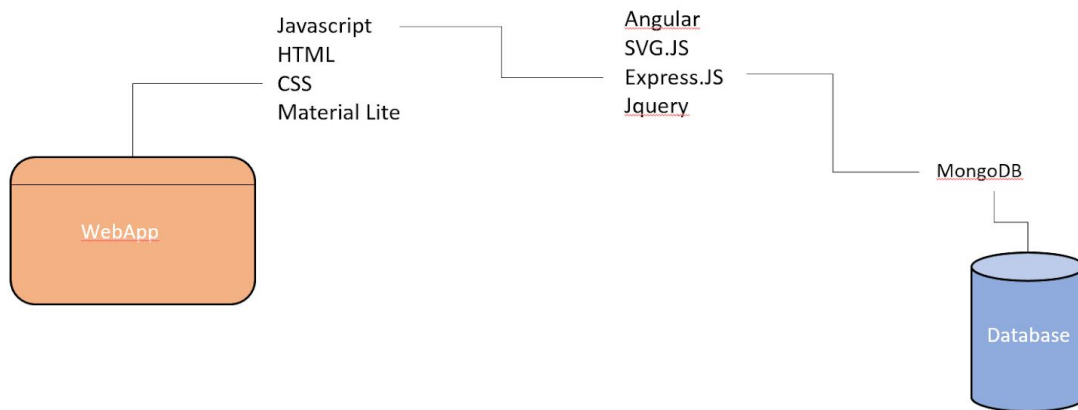 Javascript
HTML
CSS
Material Lite
Angular
SVG.JS
Express.JS
Jquery
MongoDB
WebApp
Database